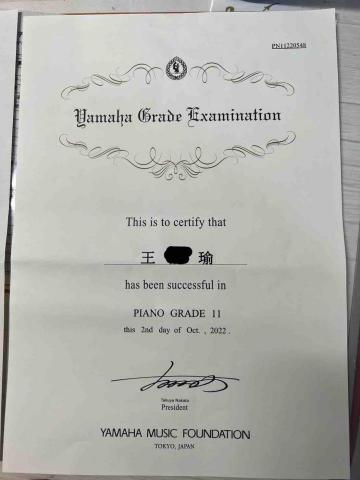 PN11220548
Yamaha Grade Examination
This is to certify that
王 瑜
has been successful in
PIANO GRADE 11
this 2nd day of Oct. , 2022 .
Takuya Nakata
President
YAMAHA MUSIC FOUNDATION
TOKYO, JAPAN